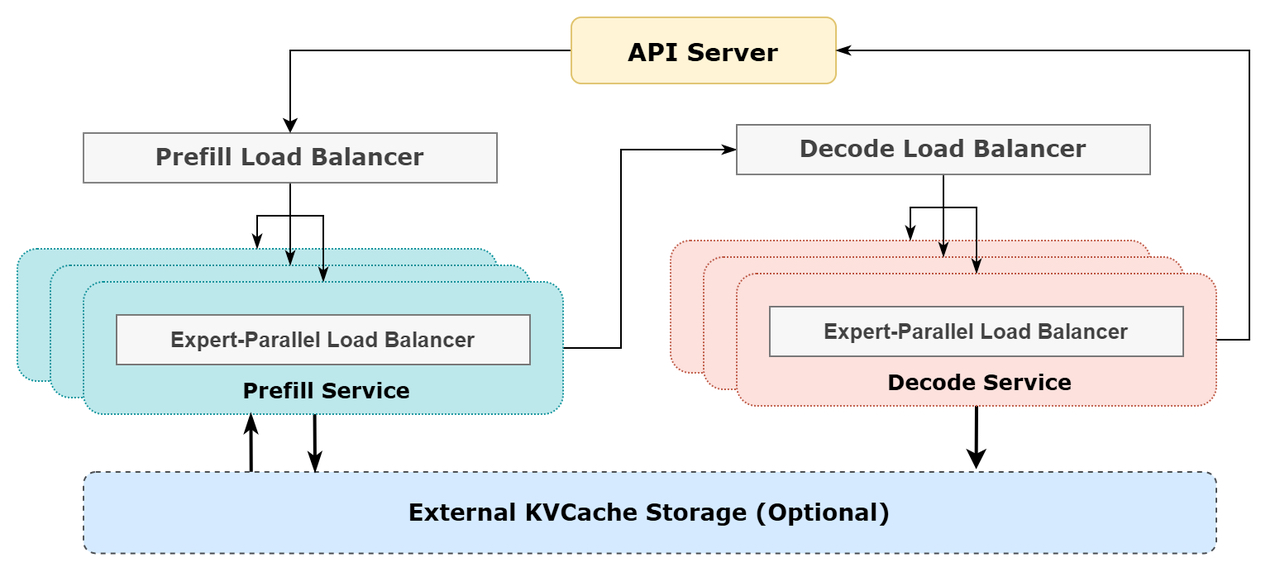 API Server
Prefill Load Balancer
Decode Load Balancer
Expert-Parallel Load Balancer
Prefill Service
Expert-Parallel Load Balancer
Decode Service
External KVCache Storage (Optional)